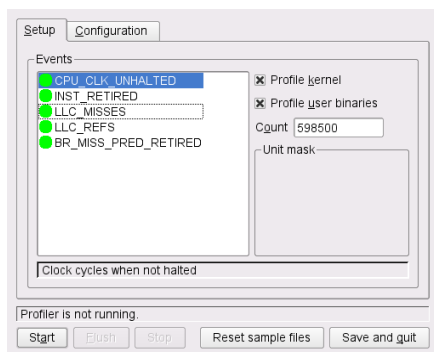 Setup Configuration
Events
CPU_CLK_UNHALTED
INST_RETIRED
LLC_MISSES
LLC_REFS
BR_MISS_PRED_RETIRED
Profile kernel
Profile user binaries
Count 598500
Unit mask
Clock cycles when not halted
Profiler is not running.
Start Flush Stop Reset sample files Save and quit